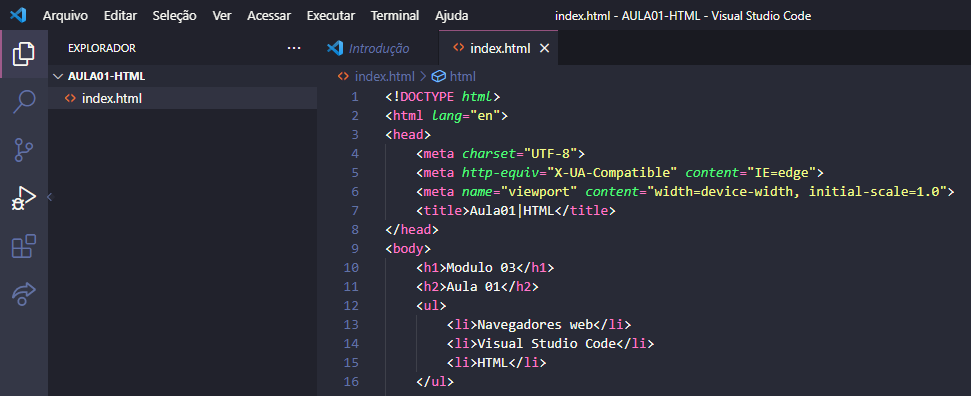 Arquivo Editar Seleção Ver Acessar Executar Terminal Ajuda index.html - AULA01-HTML - Visual Studio Code
EXPLORADOR ...
Introdução index.html
AULA01-HTML
index.html
index.html > html
1 <!DOCTYPE html>
2 <html lang="en">
3 <head>
4 <meta charset="UTF-8">
5 <meta http-equiv="X-UA-Compatible" content="IE=edge">
6 <meta name="viewport" content="width=device-width, initial-scale=1.0">
7 <title>Aula01|HTML</title>
8 </head>
9 <body>
10 <h1>Modulo 03</h1>
11 <h2>Aula 01</h2>
12 <ul>
13 <li>Navegadores web</li>
14 <li>Visual Studio Code</li>
15 <li>HTML</li>
16 </ul>